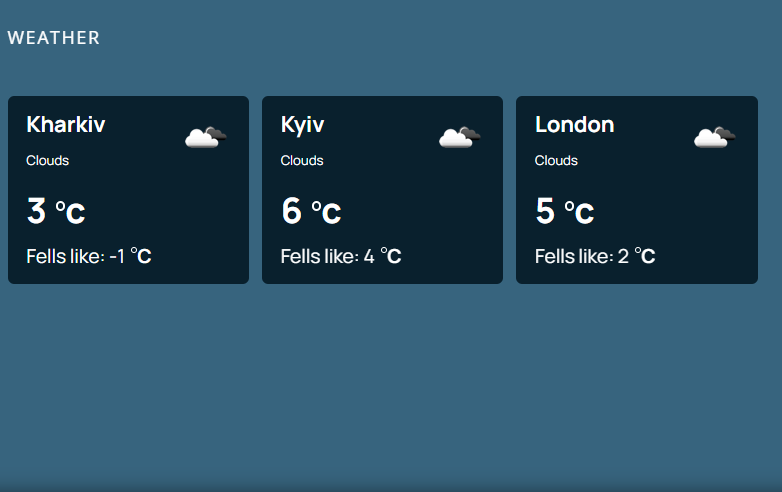 WEATHER
Kharkiv
Clouds
3 °C
Fells like: -1 °C
Kyiv
Clouds
6 °C
Fells like: 4 °C
London
Clouds
5 °C
Fells like: 2 °C